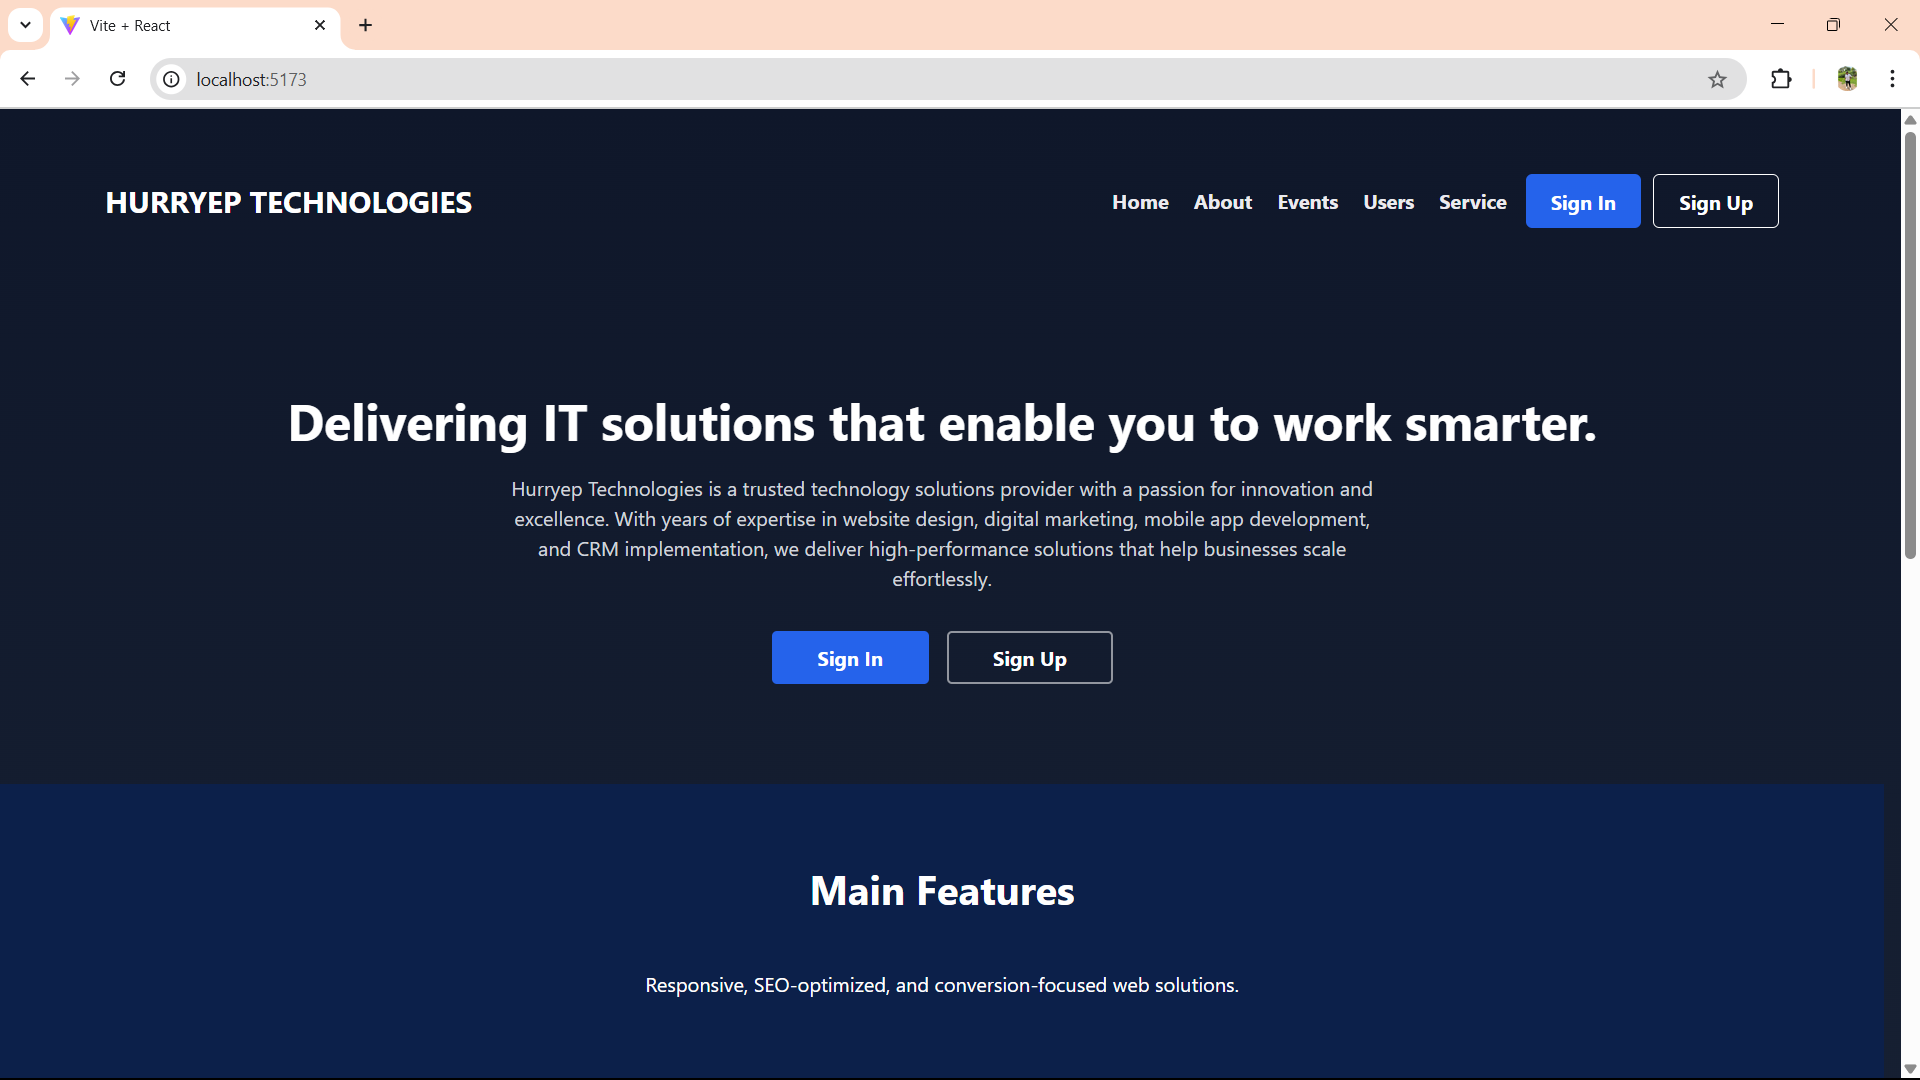 Vite + React
localhost:5173
HURRYEP TECHNOLOGIES
Home About Events Users Service Sign In Sign Up
Delivering IT solutions that enable you to work smarter.
Hurryep Technologies is a trusted technology solutions provider with a passion for innovation and
excellence. With years of expertise in website design, digital marketing, mobile app development,
and CRM implementation, we deliver high-performance solutions that help businesses scale
effortlessly.
Sign In Sign Up
Main Features
Responsive, SEO-optimized, and conversion-focused web solutions.